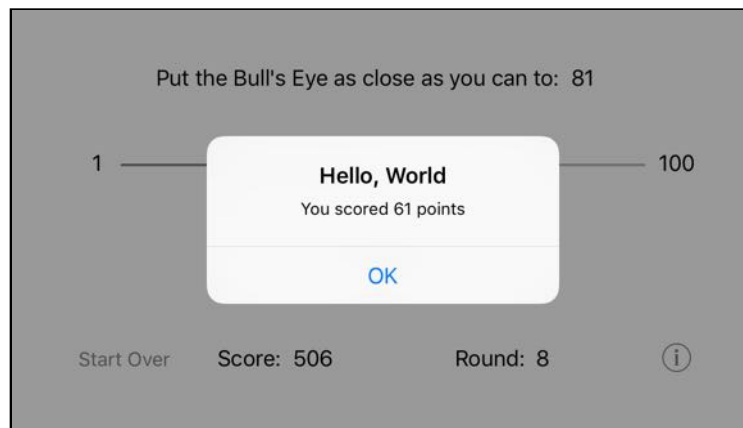 Put the Bull's Eye as close as you can to: 81
1 100
Hello, World
You scored 61 points
OK
Start Over Score: 506 Round: 8 i